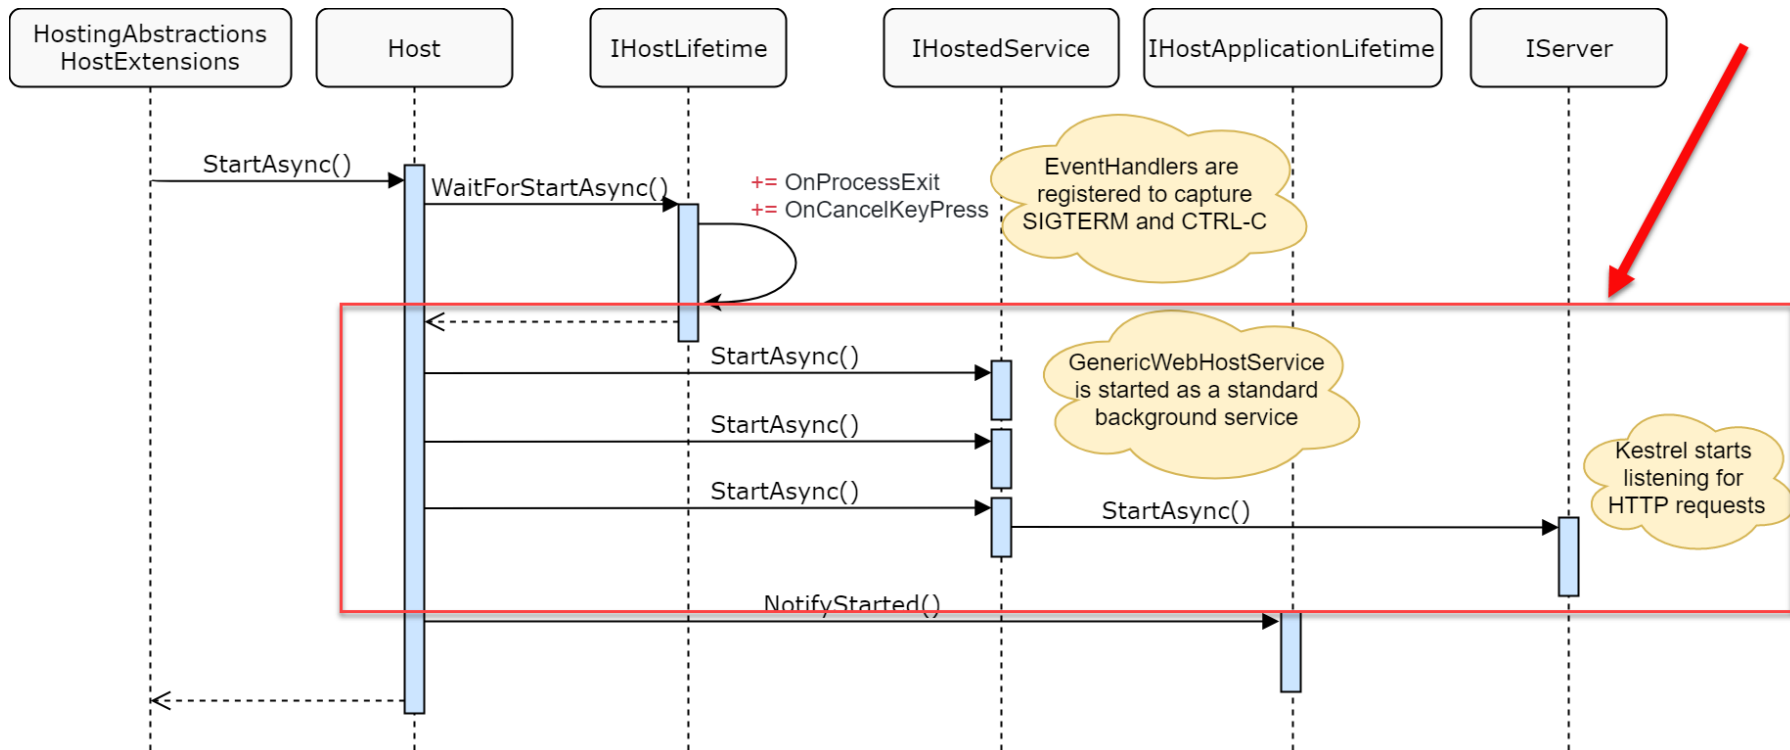 HostingAbstractions
HostExtensions
Host
IHostLifetime
IHostedService
IHostApplicationLifetime
IServer
StartAsync()
WaitForStartAsync()
+= OnProcessExit
+= OnCancelKeyPress
EventHandlers are
registered to capture
SIGTERM and CTRL-C
StartAsync()
GenericWebHostService
is started as a standard
background service
StartAsync()
StartAsync()
StartAsync()
Kestrel starts
listening for
HTTP requests
NotifyStarted()